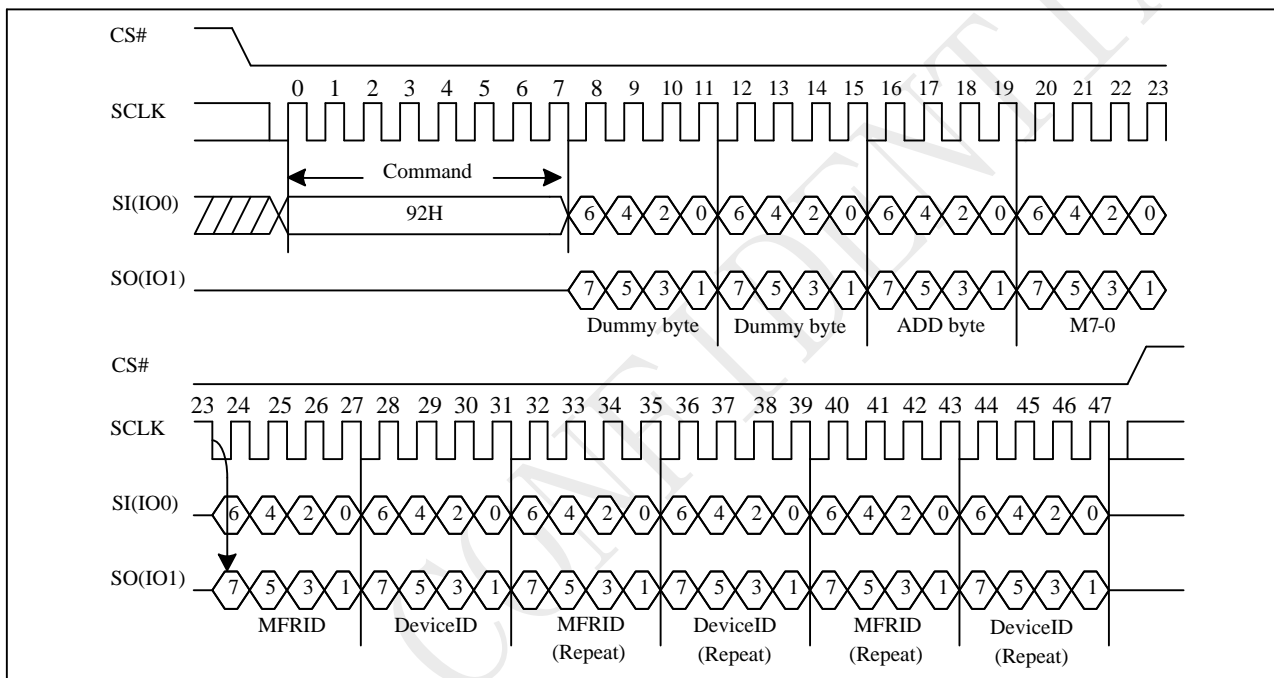 CS#
0 1 2 3 4 5 6 7 8 9 10 11 12 13 14 15 16 17 18 19 20 21 22 23
SCLK
Command
SI(IO0)
92H
6 4 2 0 6 4 2 0 6 4 2 0 6 4 2 0
SO(IO1)
7 5 3 1 7 5 3 1 7 5 3 1 7 5 3 1
Dummy byte Dummy byte ADD byte M7-0
CS#
23 24 25 26 27 28 29 30 31 32 33 34 35 36 37 38 39 40 41 42 43 44 45 46 47
SCLK
SI(IO0)
6 4 2 0 6 4 2 0 6 4 2 0 6 4 2 0 6 4 2 0 6 4 2 0
SO(IO1)
7 5 3 1 7 5 3 1 7 5 3 1 7 5 3 1 7 5 3 1 7 5 3 1
MFRID DeviceID MFRID DeviceID MFRID DeviceID
(Repeat) (Repeat) (Repeat) (Repeat)
CONFIDENTI